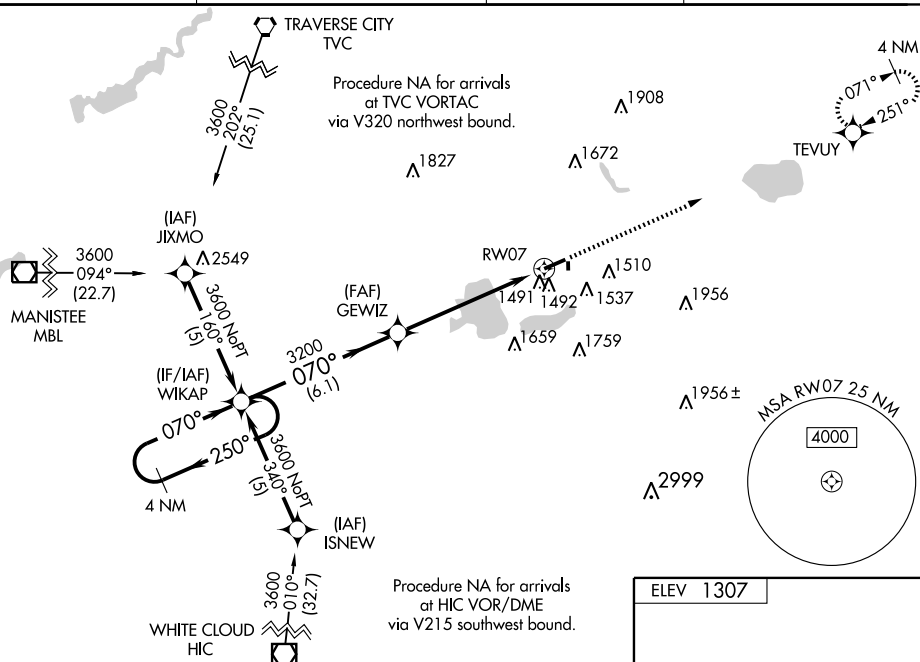 TRAVERSE CITY
TVC
4 NM
071°
251°
TEVUY
Procedure NA for arrivals
at TVC VORTAC
via V320 northwest bound.
3600
202°
(25.1)
1908
1827
1672
(IAF)
JIXMO
2549
3600
094°
(22.7)
MANISTEE
MBL
RW07
1510
1491
1492
1537
1956
(FAF)
GEWIZ
1659
1759
3600 NoPT
160°
(5)
3200
070°
(6.1)
(IF/IAF)
WIKAP
1956±
MSA RW07 25 NM
4000
070°
250°
4 NM
3600 NoPT
340°
(5)
2999
(IAF)
ISNEW
3600
010°
(32.7)
Procedure NA for arrivals
at HIC VOR/DME
via V215 southwest bound.
WHITE CLOUD
HIC
ELEV 1307